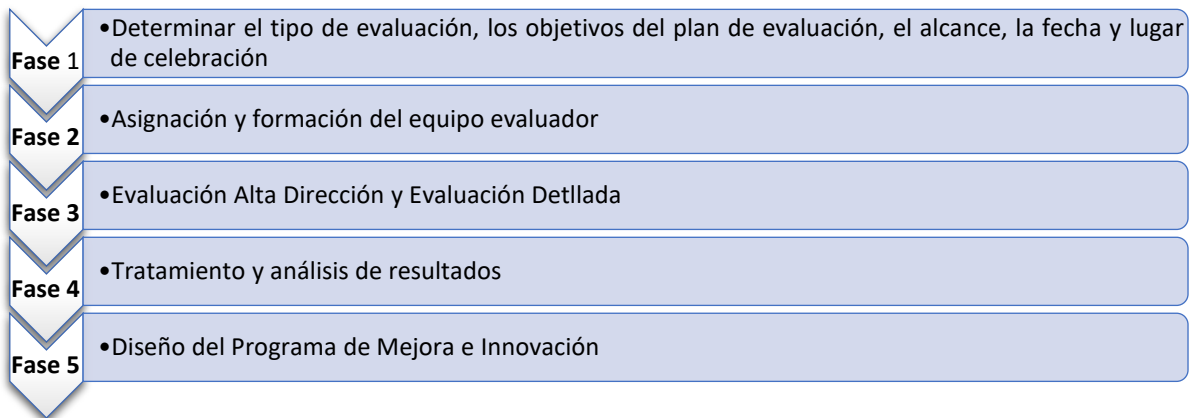 Fase 1
•Determinar el tipo de evaluación, los objetivos del plan de evaluación, el alcance, la fecha y lugar
de celebración
Fase 2
•Asignación y formación del equipo evaluador
Fase 3
•Evaluación Alta Dirección y Evaluación Detllada
Fase 4
•Tratamiento y análisis de resultados
Fase 5
•Diseño del Programa de Mejora e Innovación